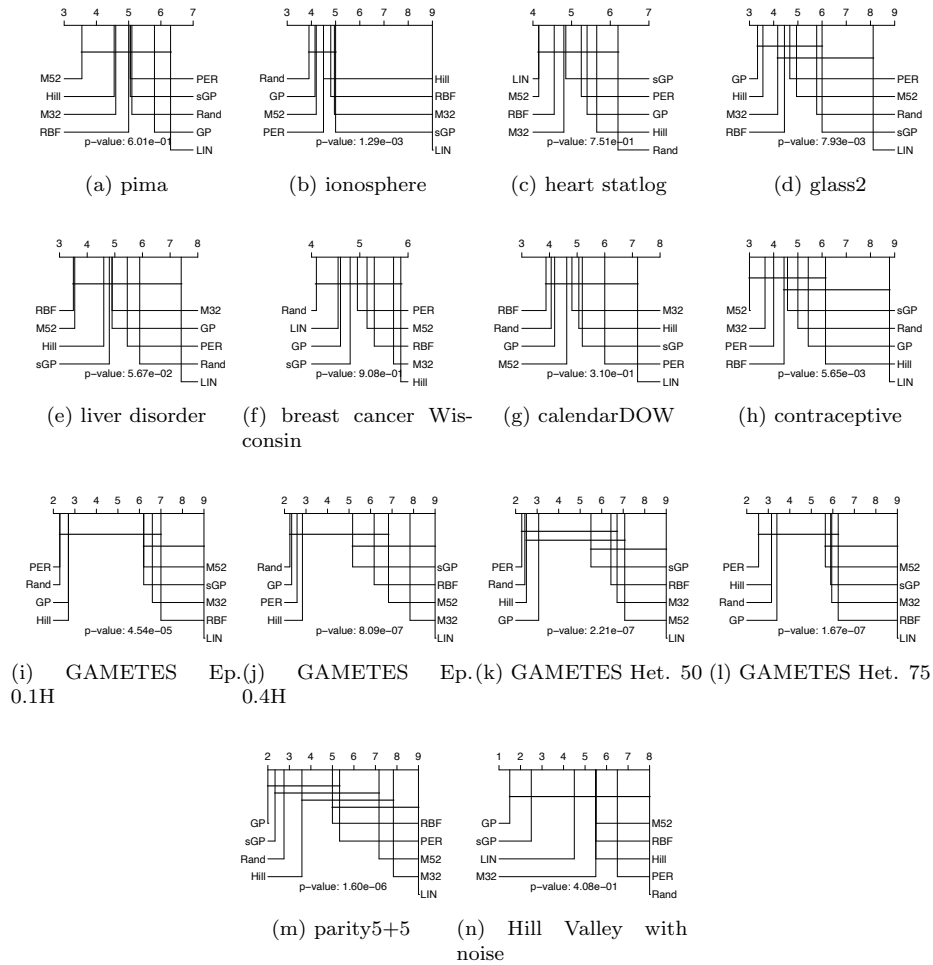 3 4 5 6 7
M52
Hill
M32
RBF
PER
sGP
Rand
GP
LIN
p-value: 6.01e-01
(a) pima
3 4 5 6 7 8 9
Rand
GP
M52
PER
Hill
RBF
M32
sGP
LIN
p-value: 1.29e-03
(b) ionosphere
4 5 6 7
LIN
M52
RBF
M32
sGP
PER
GP
Hill
Rand
p-value: 7.51e-01
(c) heart statlog
3 4 5 6 7 8 9
GP
Hill
M32
RBF
PER
M52
Rand
sGP
LIN
p-value: 7.93e-03
(d) glass2
3 4 5 6 7 8
RBF
M52
Hill
sGP
M32
GP
PER
Rand
LIN
p-value: 5.67e-02
(e) liver disorder
4 5 6
Rand
LIN
GP
sGP
PER
M52
RBF
M32
Hill
p-value: 9.08e-01
(f) breast cancer Wis-
consin
3 4 5 6 7 8
RBF
Rand
GP
M52
M32
Hill
sGP
PER
LIN
p-value: 3.10e-01
(g) calendarDOW
3 4 5 6 7 8 9
M52
M32
PER
RBF
sGP
Rand
GP
Hill
LIN
p-value: 5.65e-03
(h) contraceptive
2 3 4 5 6 7 8 9
PER
Rand
GP
Hill
M52
sGP
M32
RBF
LIN
p-value: 4.54e-05
(i) GAMETES Ep.
0.1H
2 3 4 5 6 7 8 9
Rand
GP
PER
Hill
sGP
RBF
M52
M32
LIN
p-value: 8.09e-07
(j) GAMETES Ep.
0.4H
2 3 4 5 6 7 8 9
PER
Rand
Hill
GP
sGP
RBF
M32
M52
LIN
p-value: 2.21e-07
(k) GAMETES Het. 50
2 3 4 5 6 7 8 9
PER
Hill
Rand
GP
M52
sGP
M32
RBF
LIN
p-value: 1.67e-07
(l) GAMETES Het. 75
2 3 4 5 6 7 8 9
GP
sGP
Rand
Hill
RBF
PER
M52
M32
LIN
p-value: 1.60e-06
(m) parity5+5
1 2 3 4 5 6 7 8
GP
sGP
LIN
M32
M52
RBF
Hill
PER
Rand
p-value: 4.08e-01
(n) Hill Valley with
noise